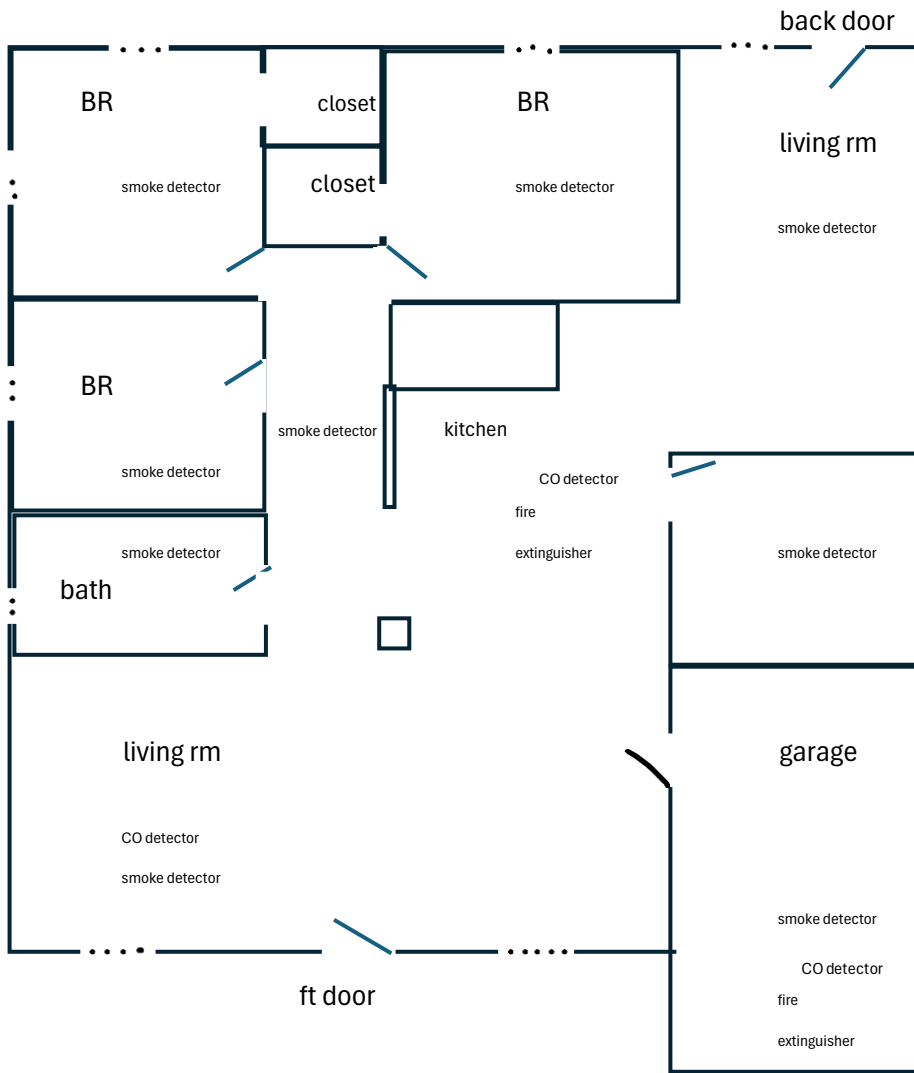 back door
BR
closet
BR
living rm
closet
smoke detector
smoke detector
smoke detector
BR
smoke detector
kitchen
smoke detector
CO detector
fire
extinguisher
smoke detector
smoke detector
bath
living rm
garage
CO detector
smoke detector
smoke detector
CO detector
fire
extinguisher
ft door